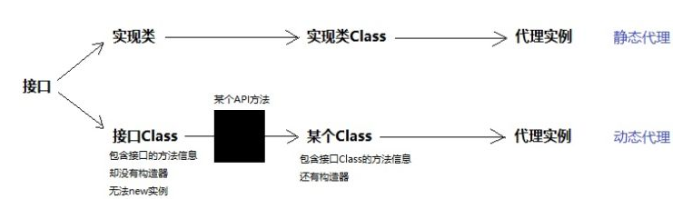 实现类
实现类Class
代理实例
静态代理
接口
某个API方法
接口Class
某个Class
代理实例
动态代理
包含接口的方法信息
却没有构造器
无法new实例
包含接口Class的方法信息
还有构造器